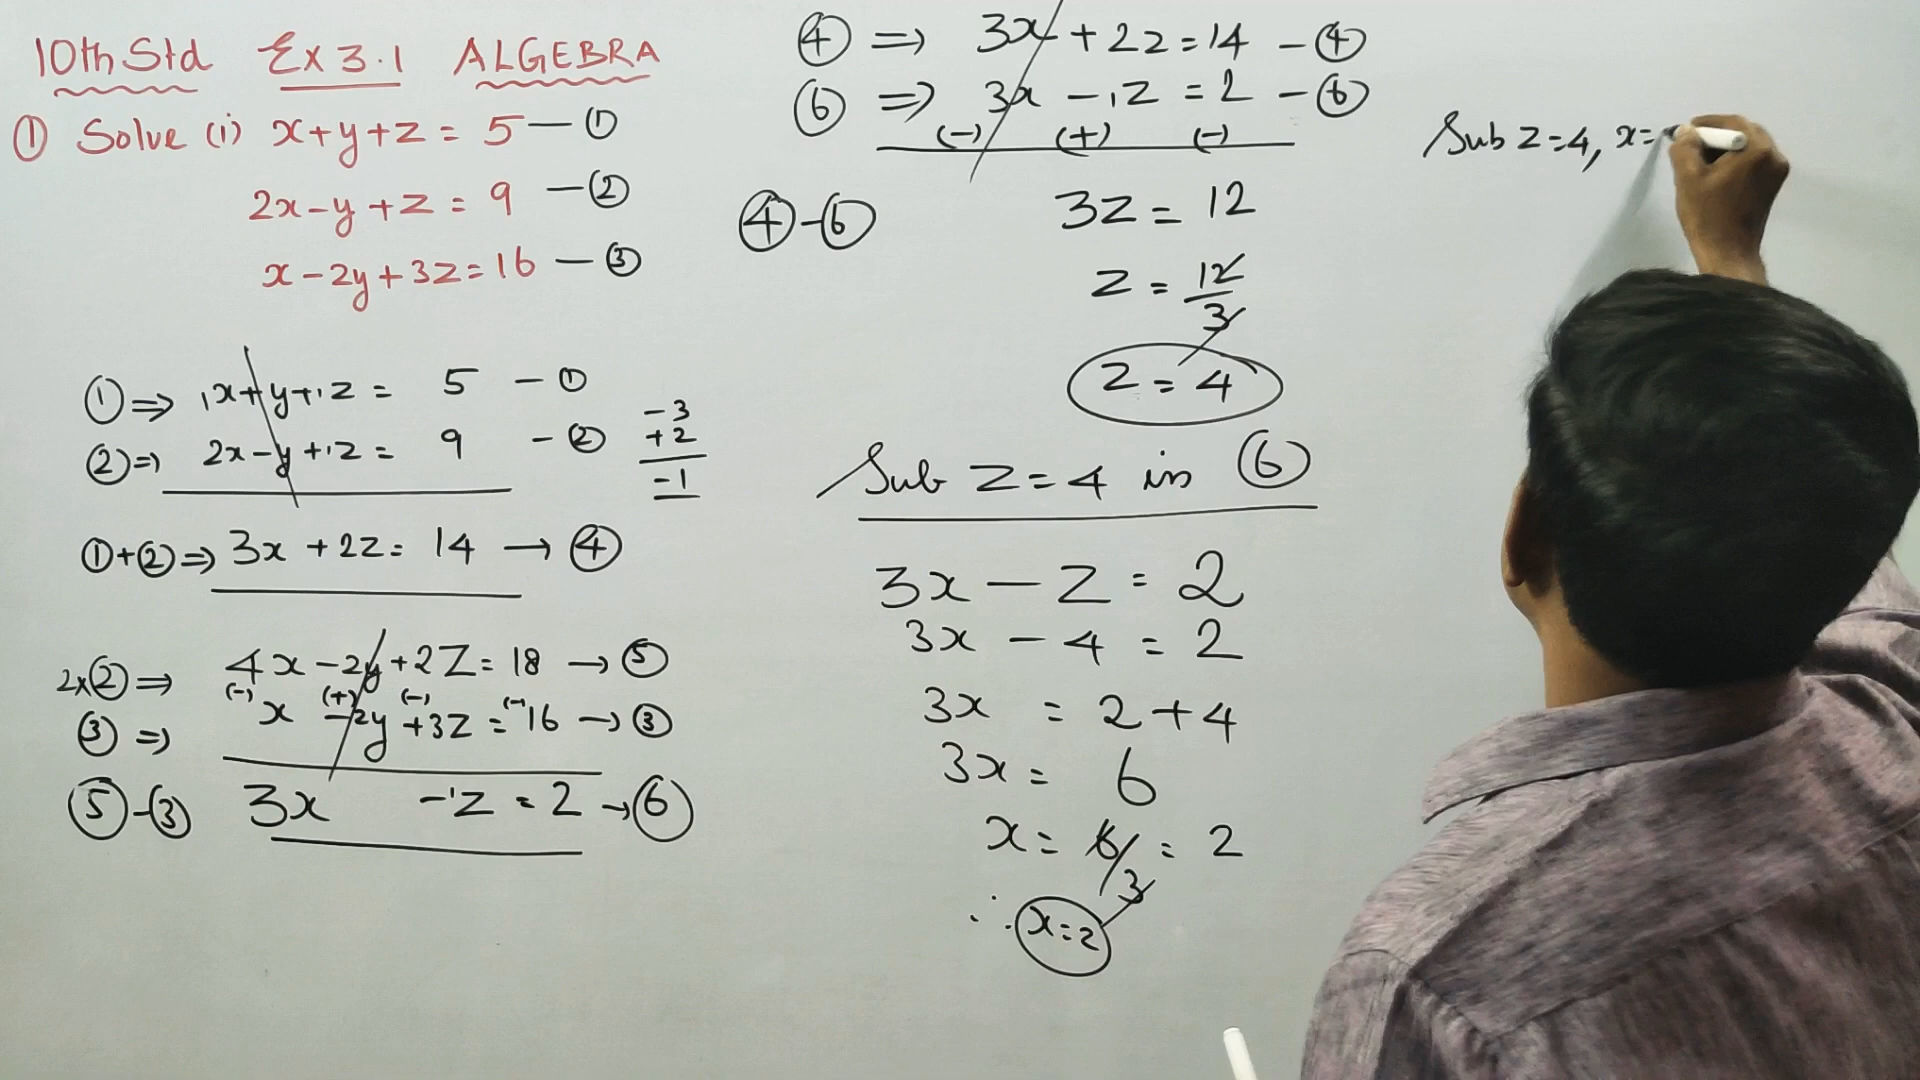 10th Std Ex 3.1 ALGEBRA
① Solve (i) x+y+z = 5 — ①
2x-y+z = 9 — ②
x-2y+3z=16 — ③
①⇒ 1x+y+1z = 5 - ①
②⇒ 2x-y+1z = 9 - ②
-3
+2
-1
①+②⇒ 3x +2z = 14 → ④
2x②⇒ 4x-2y+2z=18 → ⑤
(-) (+) (-) (-)
③⇒ x -2y +3z = 16 → ③
⑤-③ 3x -1z = 2 → ⑥
④ ⇒ 3x + 2z = 14 - ④
⑥ ⇒ 3x - 1z = 2 - ⑥
(-) (+) (-)
④-⑥ 3z = 12
z = 12/3
z = 4
Sub z=4 in ⑥
3x - z = 2
3x - 4 = 2
3x = 2+4
3x = 6
x = 6/3 = 2
∴ x=2
Sub z=4, x=